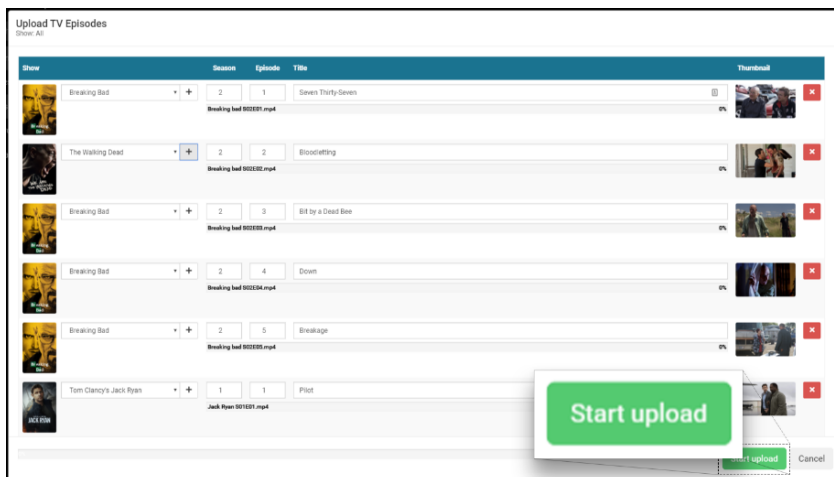 Upload TV Episodes
Show: All
Show Season Episode Title Thumbnail
Breaking Bad + 2 1 Seven Thirty-Seven
Breaking bad S02E01.mp4 0%
The Walking Dead + 2 2 Bloodletting
Breaking bad S02E02.mp4 0%
Breaking Bad + 2 3 Bit by a Dead Bee
Breaking bad S02E03.mp4 0%
Breaking Bad + 2 4 Down
Breaking bad S02E04.mp4 0%
Breaking Bad + 2 5 Breakage
Breaking bad S02E05.mp4
Tom Clancy's Jack Ryan + 1 1 Pilot
JACK RYAN
Jack Ryan S01E01.mp4
Start upload
Start upload Cancel